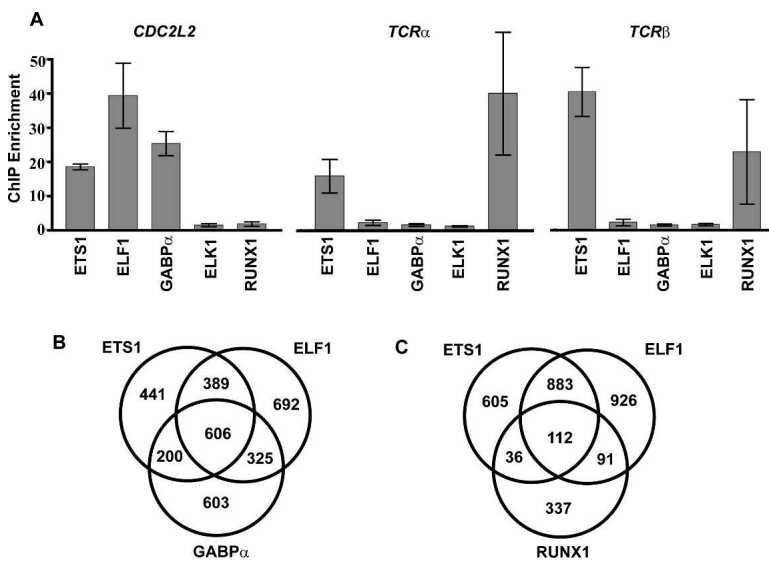 A
CDC2L2
TCRα
TCRβ
ChIP Enrichment
50
40
30
20
10
0
ETS1
ELF1
GABPα
ELK1
RUNX1
ETS1
ELF1
GABPα
ELK1
RUNX1
ETS1
ELF1
GABPα
ELK1
RUNX1
B
ETS1
ELF1
389
441
692
606
200
325
603
GABPα
C
ETS1
ELF1
883
605
926
112
36
91
337
RUNX1